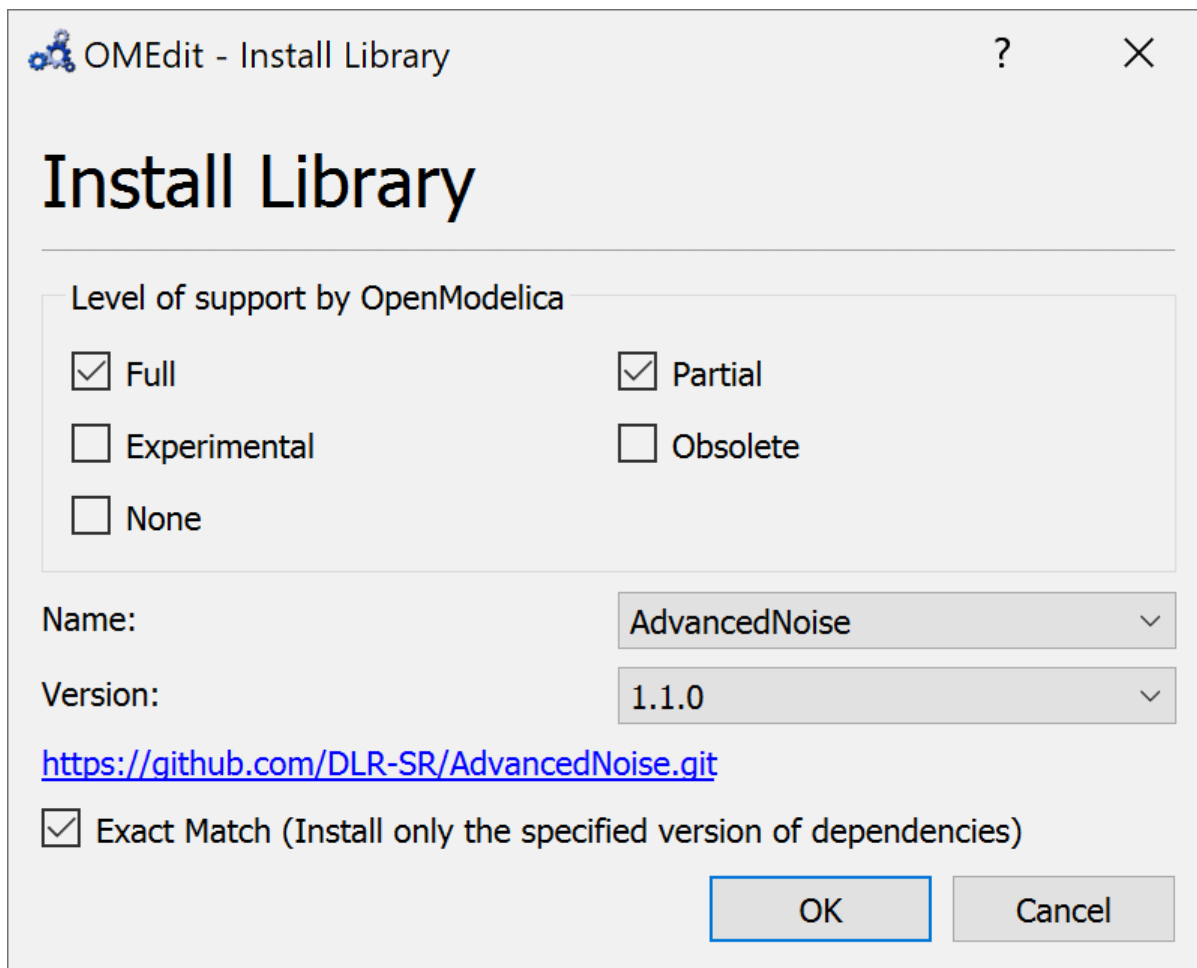 OMEdit - Install Library ?
Install Library
Level of support by OpenModelica
Full Partial
Experimental Obsolete
None
Name: AdvancedNoise
Version: 1.1.0
https://github.com/DLR-SR/AdvancedNoise.git
Exact Match (Install only the specified version of dependencies)
OK Cancel